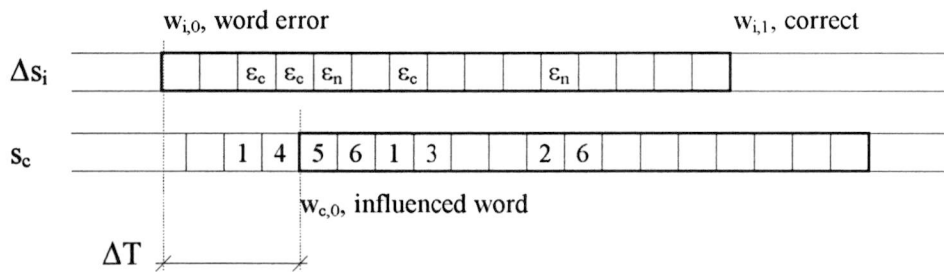 w_{i,0}, word error w_{i,1}, correct
Δs_i ε_c ε_c ε_n ε_c ε_n
s_c 1 4 5 6 1 3 2 6
w_{c,0}, influenced word
ΔT